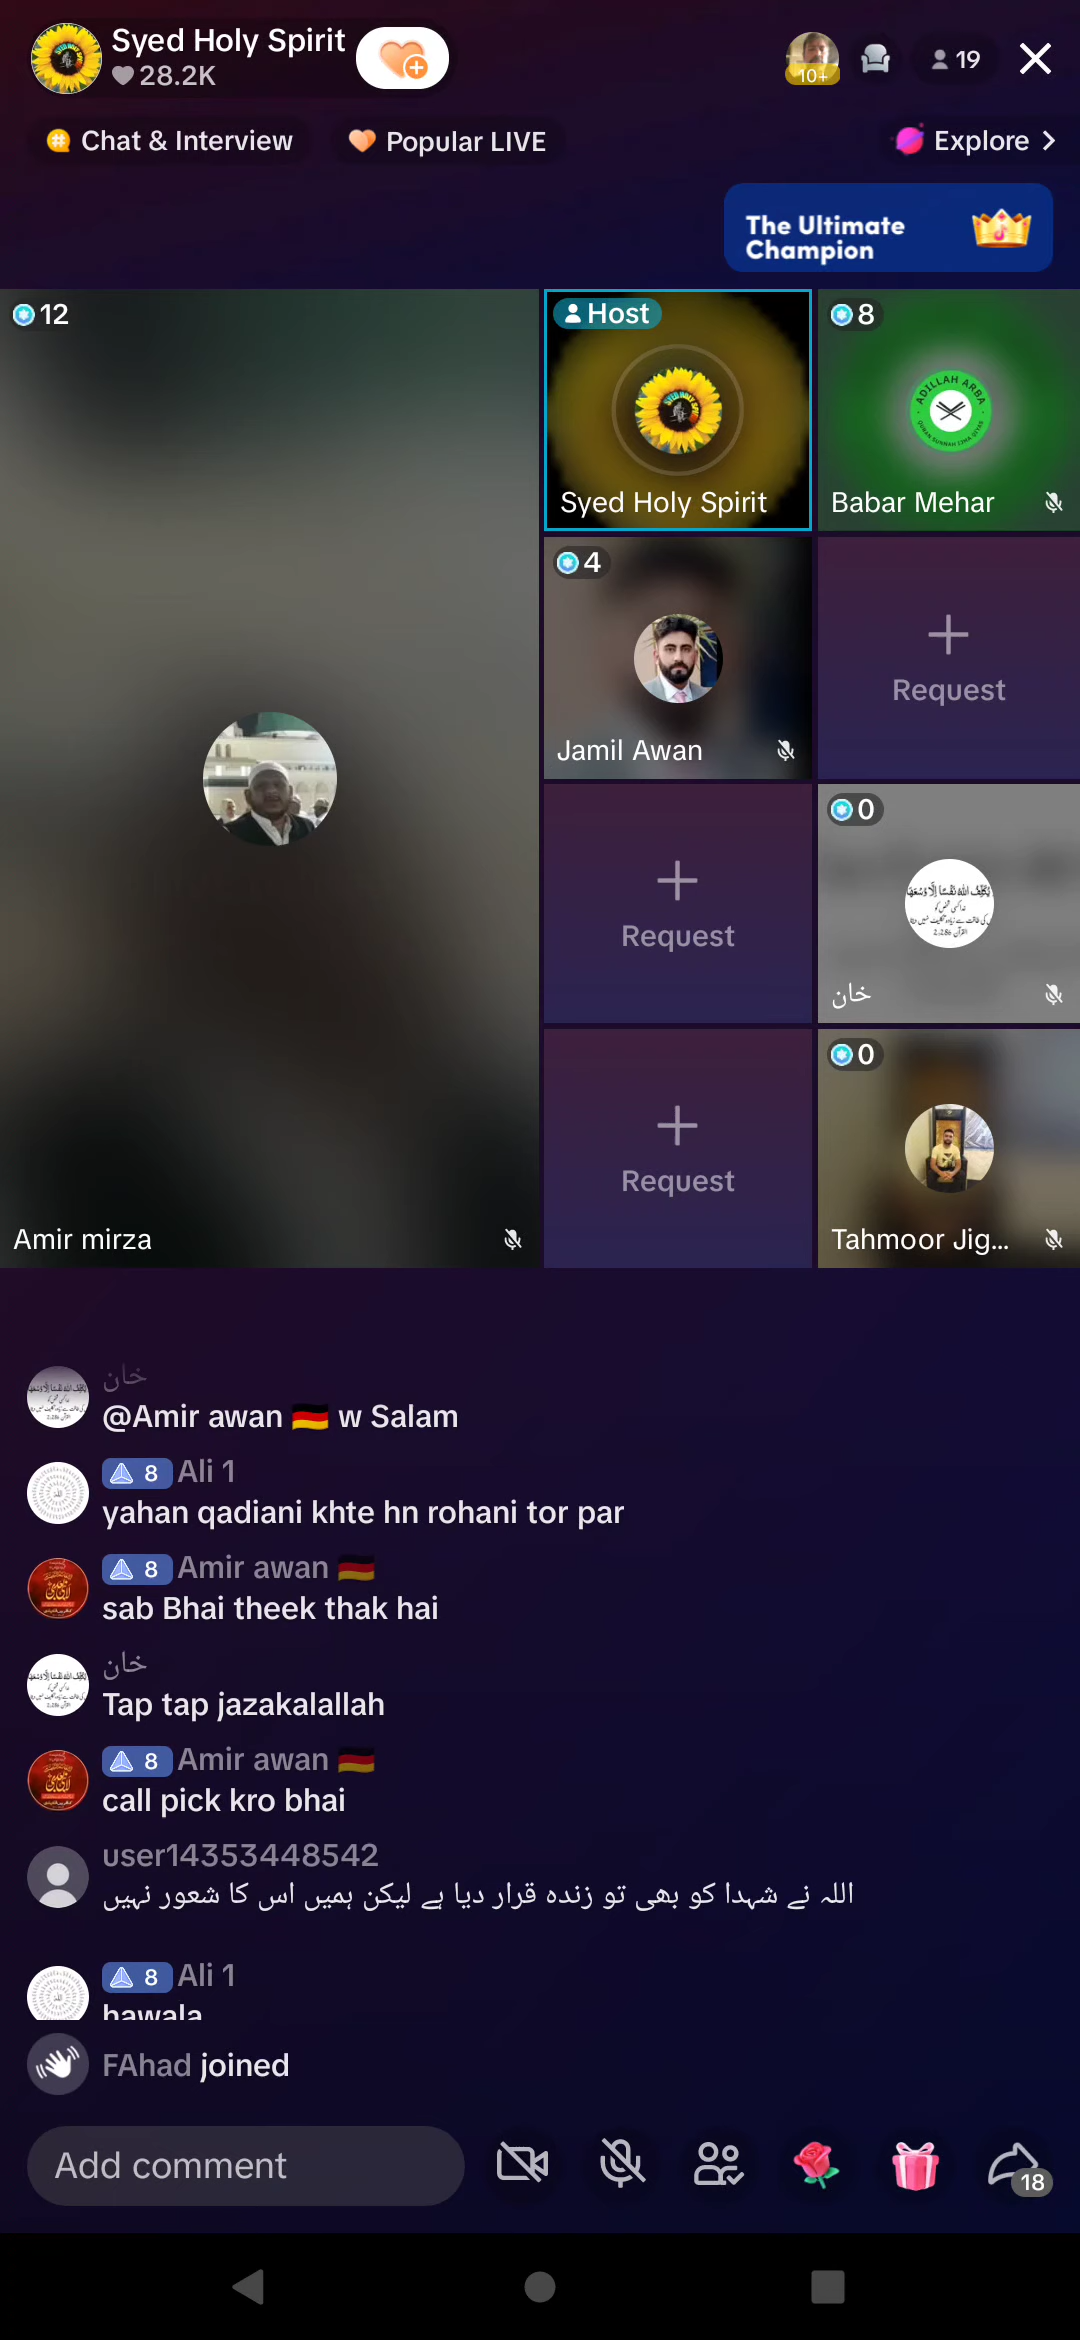 Syed Holy Spirit
28.2K
10+
19
Chat & Interview
Popular LIVE
Explore
The Ultimate
Champion
12
Host
Syed Holy Spirit
8
ADILLAH ARBA
Babar Mehar
4
Jamil Awan
Request
Request
0
خان
Request
0
Tahmoor Jig...
Amir mirza
خان
@Amir awan 🇩🇪 w Salam
8 Ali 1
yahan qadiani khte hn rohani tor par
8 Amir awan 🇩🇪
sab Bhai theek thak hai
خان
Tap tap jazakalallah
8 Amir awan 🇩🇪
call pick kro bhai
user14353448542
اللہ نے شہدا کو بھی تو زندہ قرار دیا ہے لیکن ہمیں اس کا شعور نہیں
8 Ali 1
hawala
FAhad joined
Add comment
18